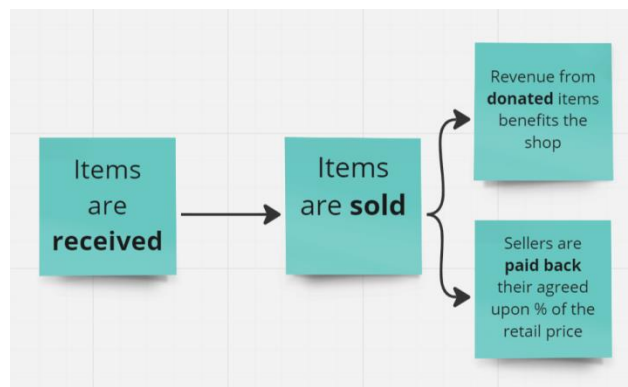 Items
are
received
Items
are sold
Revenue from
donated items
benefits the
shop
Sellers are
paid back
their agreed
upon % of the
retail price